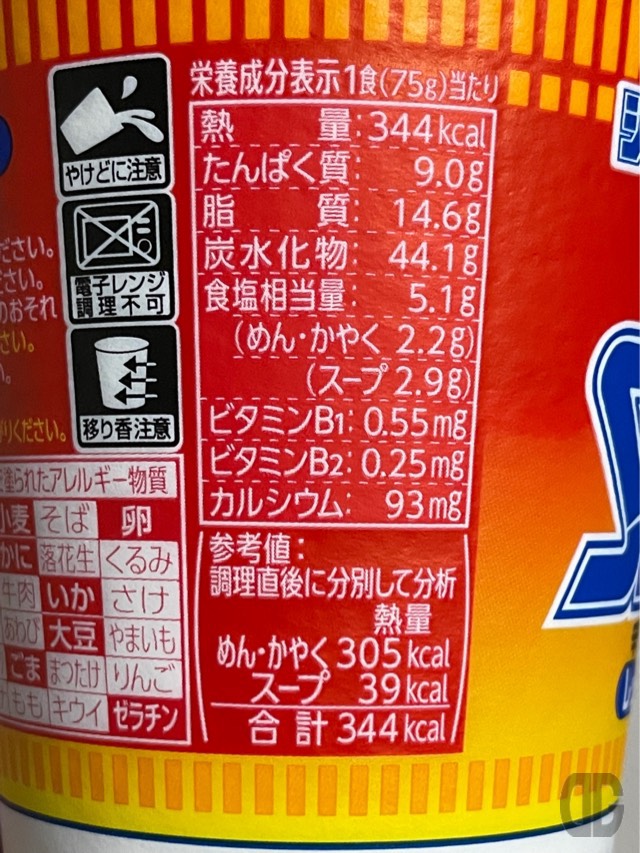 栄養成分表示1食(75g)当たり
熱量:344kcal
たんぱく質: 9.0g
脂質: 14.6g
炭水化物: 44.1g
食塩相当量: 5.1g
(めん・かやく 2.2g)
(スープ 2.9g)
ビタミンB1: 0.55mg
ビタミンB2: 0.25mg
カルシウム: 93mg
参考値:
調理直後に分別して分析
熱量
めん・かやく 305kcal
スープ 39kcal
合計 344kcal
やけどに注意
電子レンジ
調理不可
移り香注意
ださい。
ださい。
のおそれ
さい。
りください。
塗られたアレルギー物質
小麦 そば 卵
かに 落花生 くるみ
牛肉 いか さけ
あわび 大豆 やまいも
ごま まつたけ りんご
もも キウイ ゼラチン